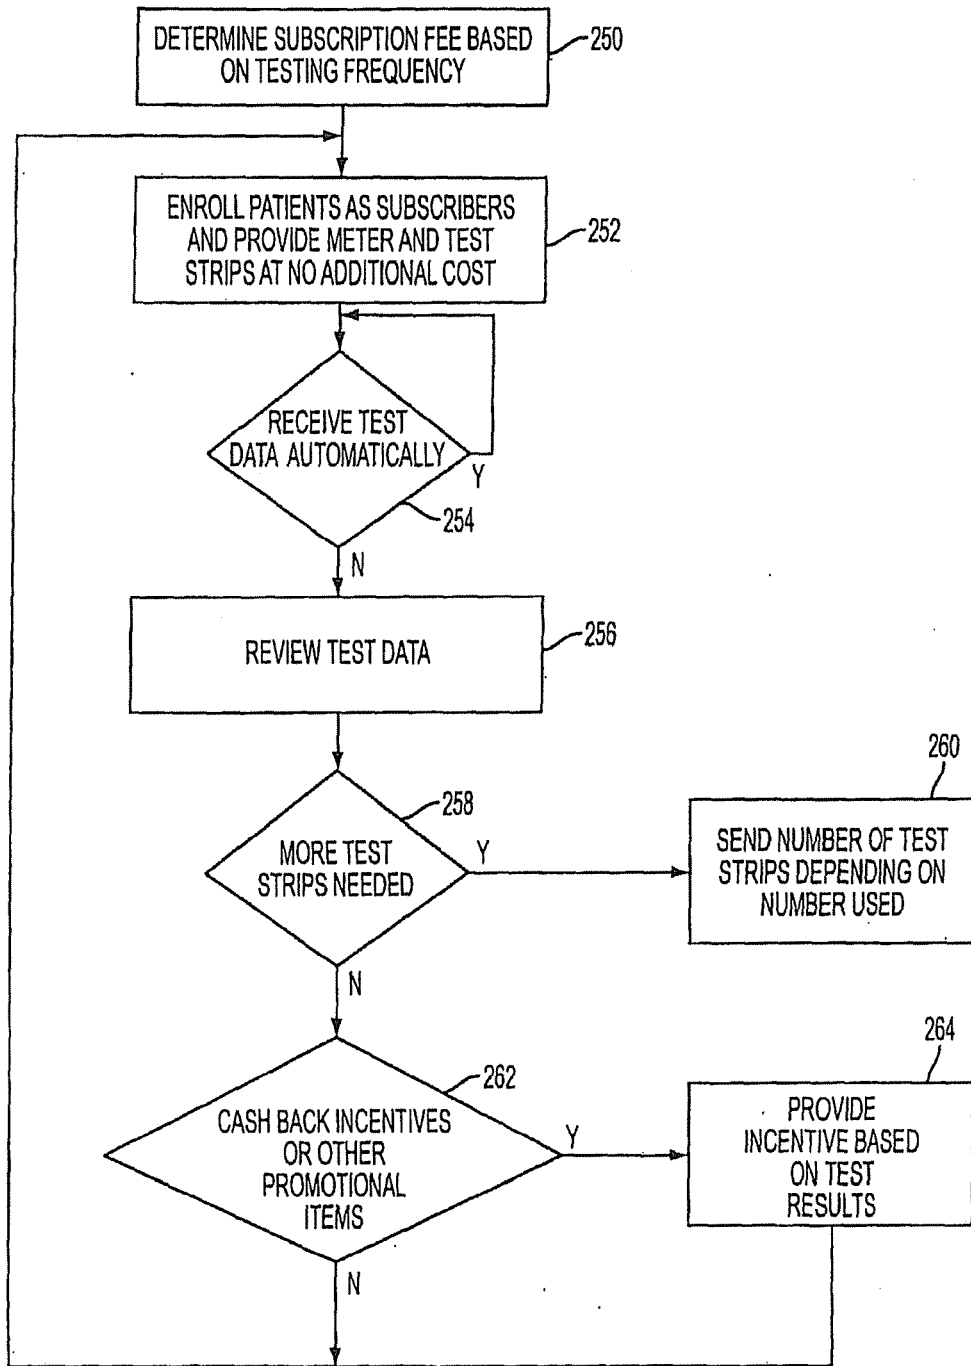 DETERMINE SUBSCRIPTION FEE BASED
ON TESTING FREQUENCY
250
ENROLL PATIENTS AS SUBSCRIBERS
AND PROVIDE METER AND TEST
STRIPS AT NO ADDITIONAL COST
252
RECEIVE TEST
DATA AUTOMATICALLY
Y
254
N
REVIEW TEST DATA
256
MORE TEST
STRIPS NEEDED
258
Y
260
SEND NUMBER OF TEST
STRIPS DEPENDING ON
NUMBER USED
N
CASH BACK INCENTIVES
OR OTHER
PROMOTIONAL
ITEMS
262
Y
264
PROVIDE
INCENTIVE BASED
ON TEST
RESULTS
N